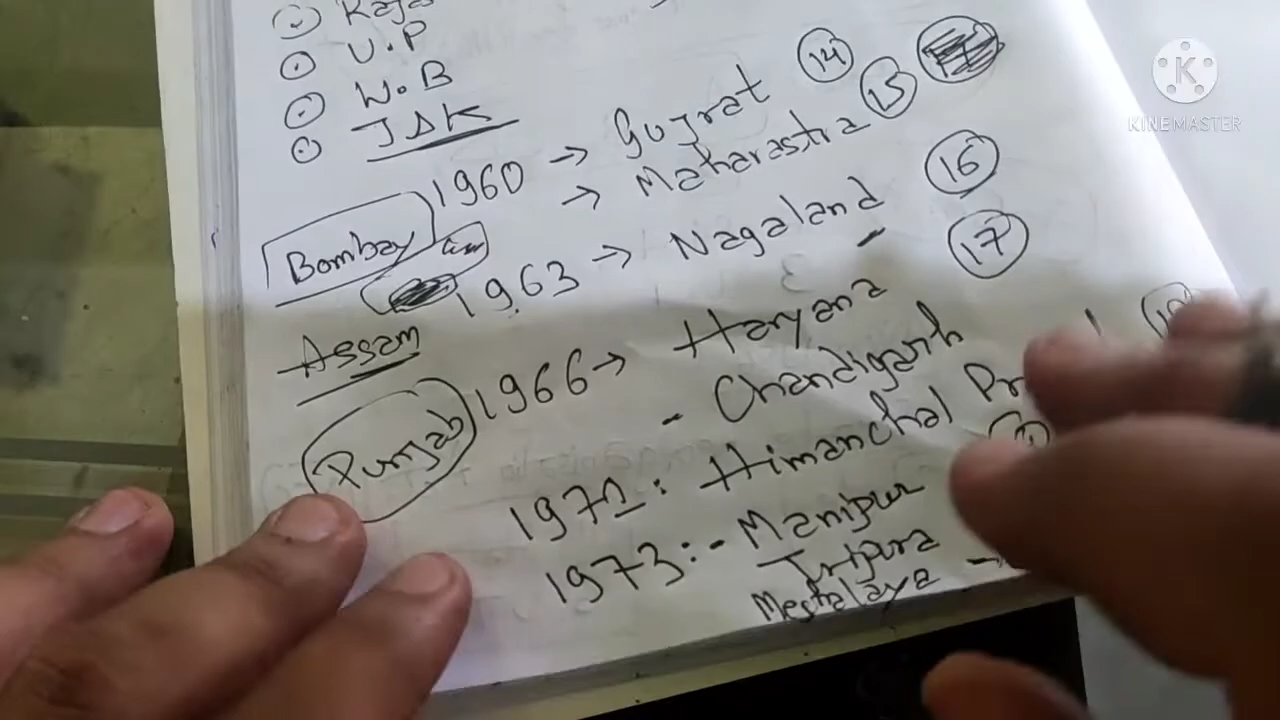 U.P
W.B
J&K
Bombay 1960 → Gujrat 14
→ Maharastra 15
Assam 1963 → Nagaland 16
Punjab 1966 → Haryana 17
- Chandigarh
1971: Himanchal
1973:- Manipur
Tripura
Meghalaya
KINEMASTER